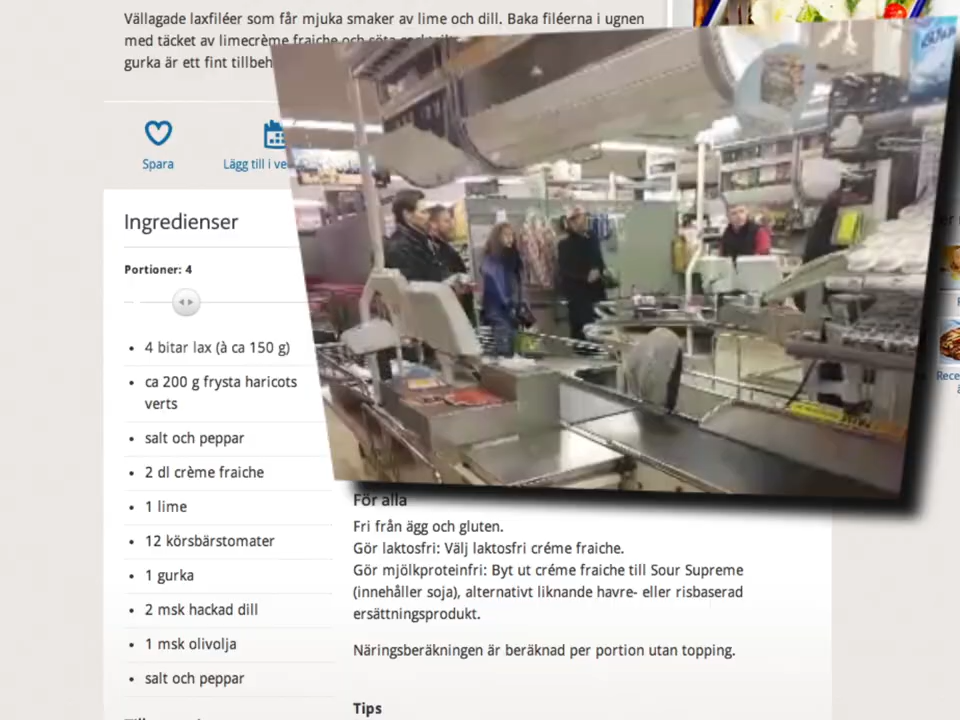 Vällagade laxfiléer som får mjuka smaker av lime och dill. Baka filéerna i ugnen
med täcket av limecrème fraiche och söta
gurka är ett fint tillbeh
Spara
Lägg till i ve
Ingredienser
Portioner: 4
4 bitar lax (à ca 150 g)
ca 200 g frysta haricots
verts
salt och peppar
2 dl crème fraiche
1 lime
12 körsbärstomater
1 gurka
2 msk hackad dill
1 msk olivolja
salt och peppar
För alla
Fri från ägg och gluten.
Gör laktosfri: Välj laktosfri créme fraiche.
Gör mjölkproteinfri: Byt ut créme fraiche till Sour Supreme
(innehåller soja), alternativt liknande havre- eller risbaserad
ersättningsprodukt.
Näringsberäkningen är beräknad per portion utan topping.
Tips
Rece